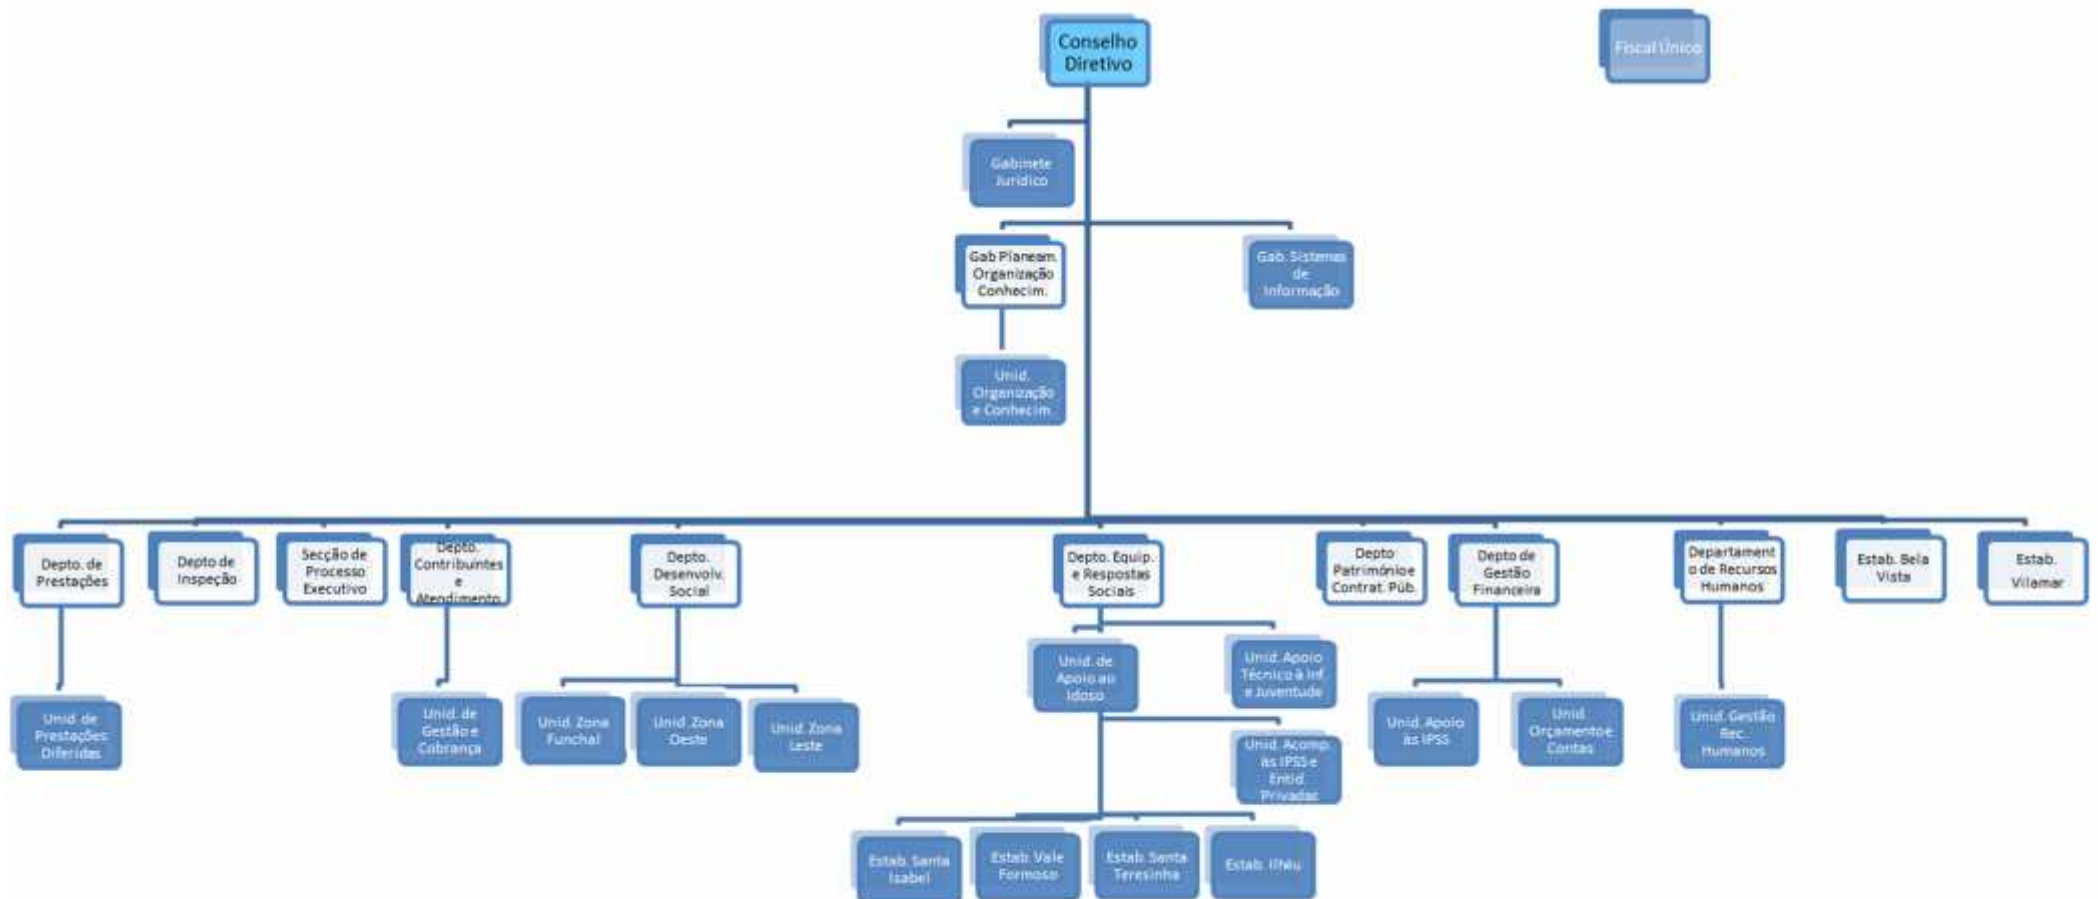 Conselho
Diretivo
Fiscal Único
Gabinete
Jurídico
Gab Planeam.
Organização
Conhecim.
Gab. Sistemas
de
Informação
Unid.
Organização
e Conhecim.
Depto. de
Prestações
Depto de
Inspeção
Secção de
Processo
Executivo
Depto.
Contribuintes
e
Atendimento
Depto.
Desenvolv.
Social
Depto. Equip.
e Respostas
Sociais
Depto
Património e
Contrat. Púb.
Depto de
Gestão
Financeira
Departament
o de Recursos
Humanos
Estab. Bela
Vista
Estab.
Vilamar
Unid. de
Apoio ao
Idoso
Unid. Apoio
Técnico à Inf.
e Juventude
Unid. de
Prestações
Diferidas
Unid. de
Gestão e
Cobrança
Unid. Zona
Funchal
Unid. Zona
Oeste
Unid. Zona
Leste
Unid. Acomp.
às IPSS e
Entid.
Privadas
Unid. Apoio
às IPSS
Unid.
Orçamento e
Contas
Unid. Gestão
Rec.
Humanos
Estab. Santa
Isabel
Estab. Vale
Formoso
Estab. Santa
Teresinha
Estab. Ilhéu